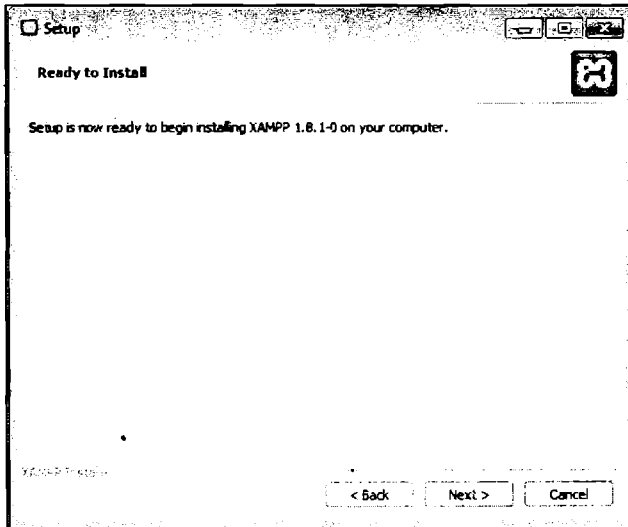 Setup
Ready to Install
Setup is now ready to begin installing XAMPP 1.8.1-0 on your computer.
< Back
Next >
Cancel